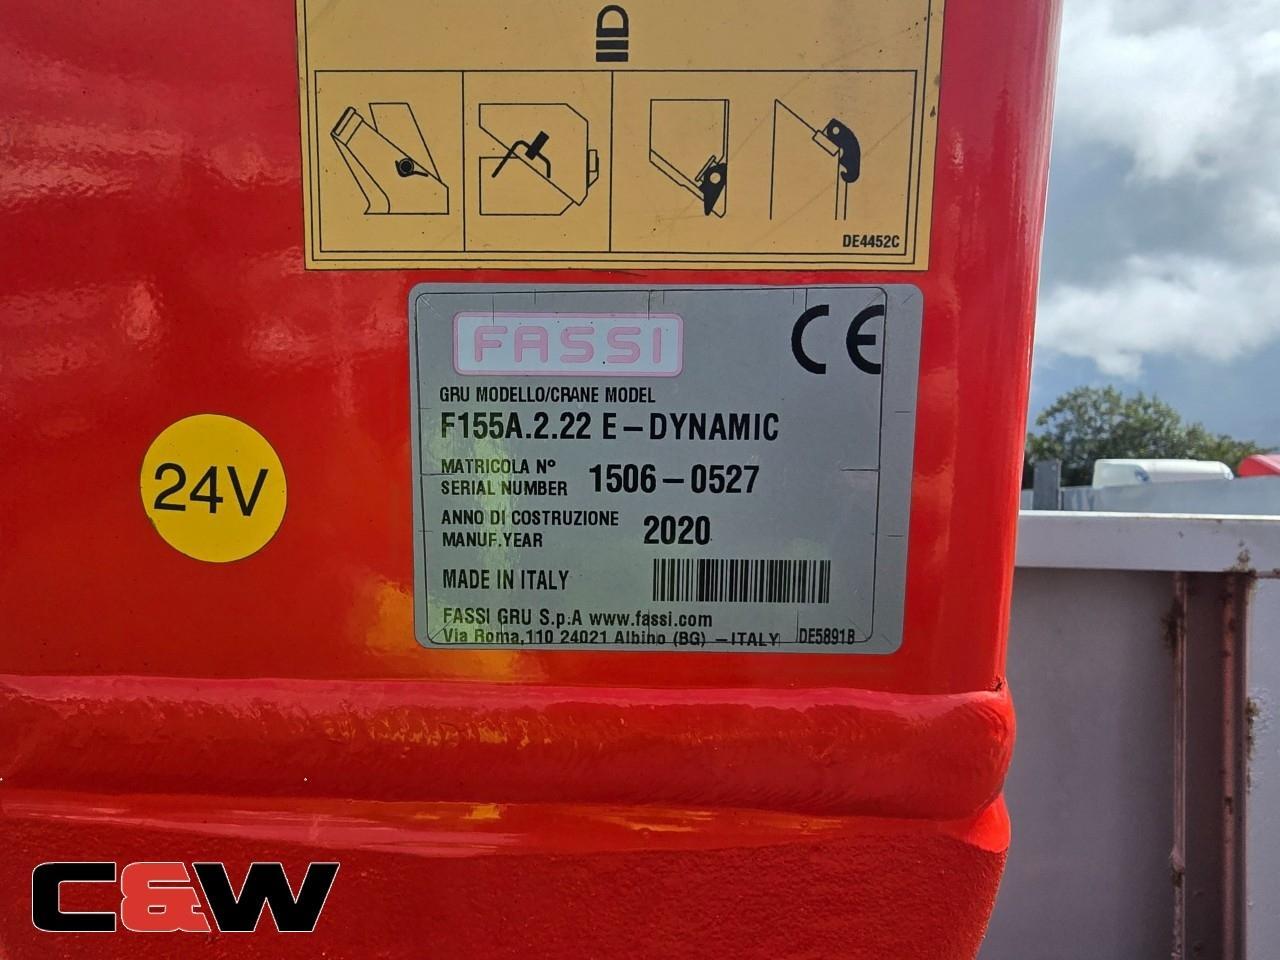 DE4452C
FASSI CE
GRU MODELLO/CRANE MODEL
F155A.2.22 E-DYNAMIC
MATRICOLA Nº
SERIAL NUMBER 1506-0527
ANNO DI COSTRUZIONE
MANUF.YEAR 2020
MADE IN ITALY
FASSI GRU S.p.A www.fassi.com
Via Roma,110 24021 Albino (BG) -ITALY DE5891B
24V
C&W